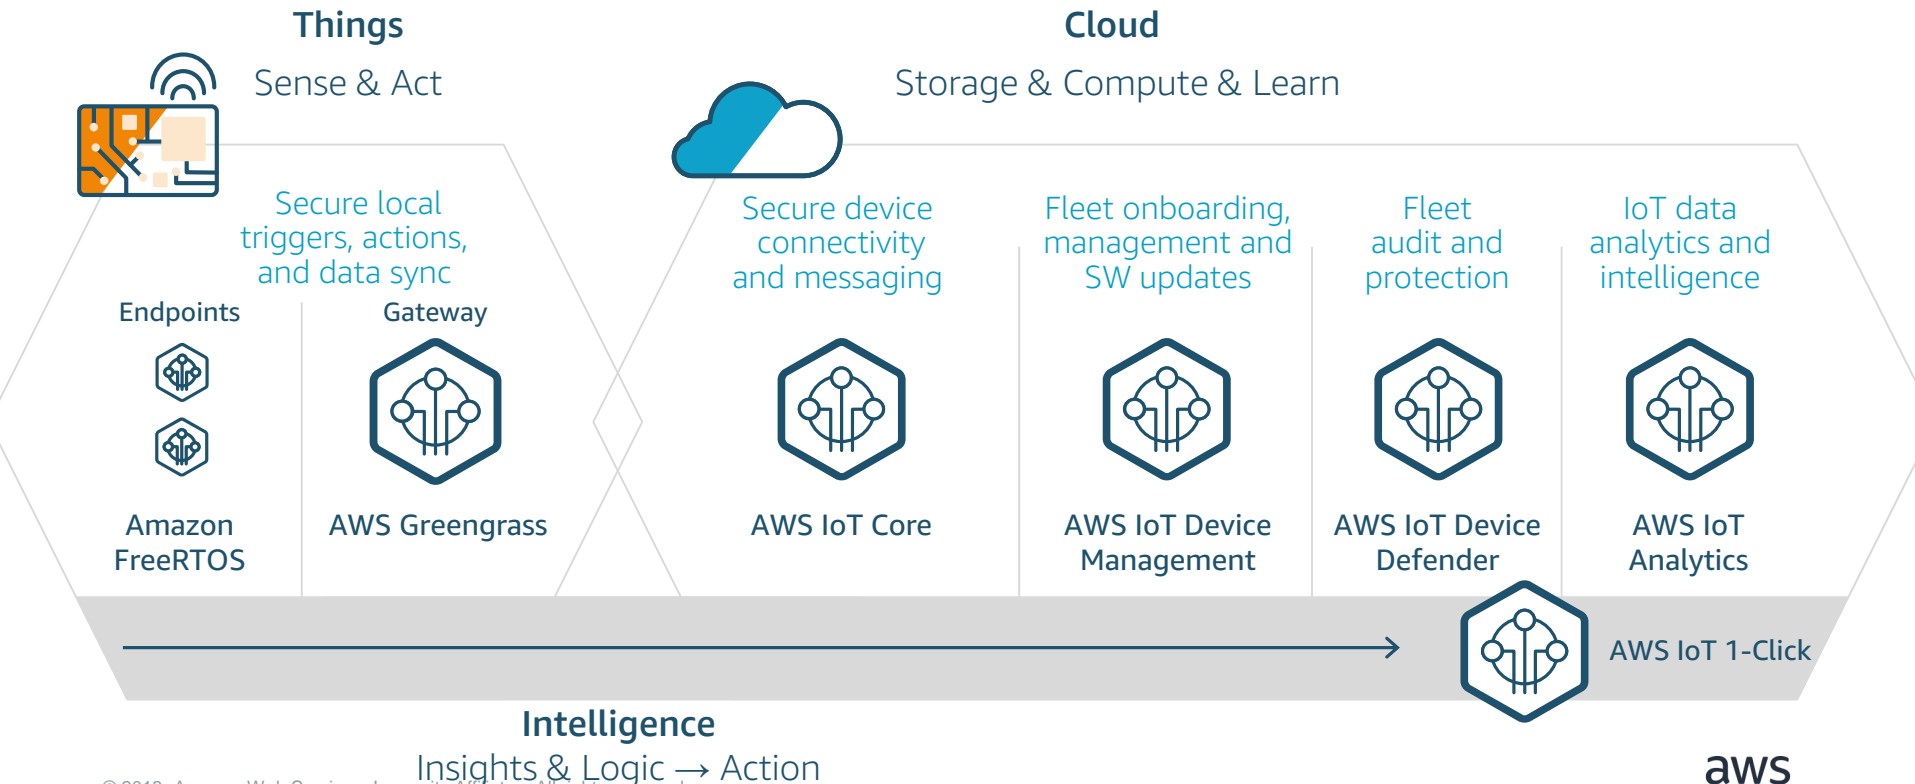 Things
Sense & Act
Cloud
Storage & Compute & Learn
Secure local
triggers, actions,
and data sync
Endpoints
Gateway
Amazon
FreeRTOS
AWS Greengrass
Secure device
connectivity
and messaging
AWS IoT Core
Fleet onboarding,
management and
SW updates
AWS IoT Device
Management
Fleet
audit and
protection
AWS IoT Device
Defender
IoT data
analytics and
intelligence
AWS IoT
Analytics
AWS IoT 1-Click
Intelligence
Insights & Logic → Action
aws